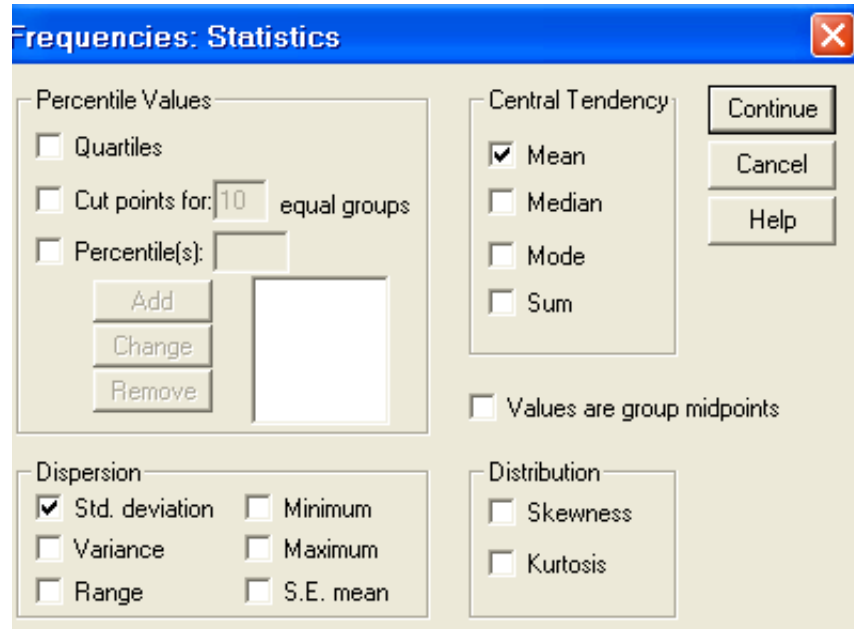 Frequencies: Statistics
Percentile Values
Quartiles
Cut points for: 10 equal groups
Percentile(s):
Add
Change
Remove
Central Tendency
Mean
Median
Mode
Sum
Continue
Cancel
Help
Values are group midpoints
Dispersion
Std. deviation Minimum
Variance Maximum
Range S.E. mean
Distribution
Skewness
Kurtosis